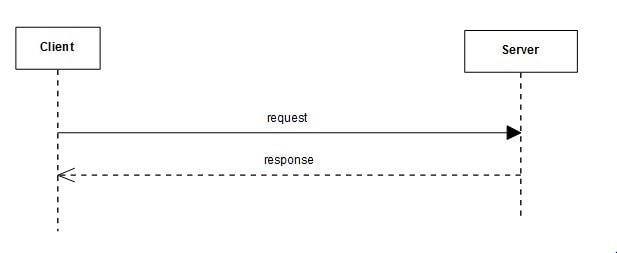 Client
Server
request
response